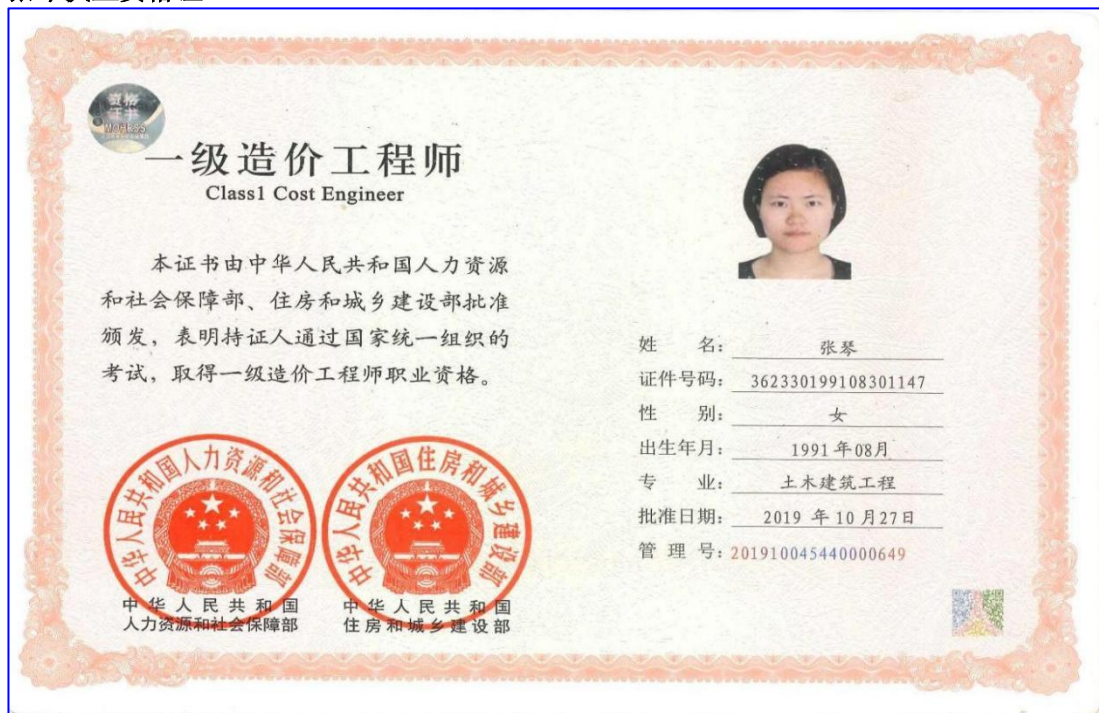 资格
证书
MOHRSS
一级造价工程师
Class1 Cost Engineer
本证书由中华人民共和国人力资源
和社会保障部、住房和城乡建设部批准
颁发，表明持证人通过国家统一组织的
考试，取得一级造价工程师职业资格。
中华人民共和国人力资源和社会保障部
中华人民共和国
人力资源和社会保障部
中华人民共和国住房和城乡建设部
中华人民共和国
住房和城乡建设部
姓 名： 张琴
证件号码： 362330199108301147
性 别： 女
出生年月： 1991年08月
专 业： 土木建筑工程
批准日期： 2019 年 10 月27日
管 理 号：201910045440000649